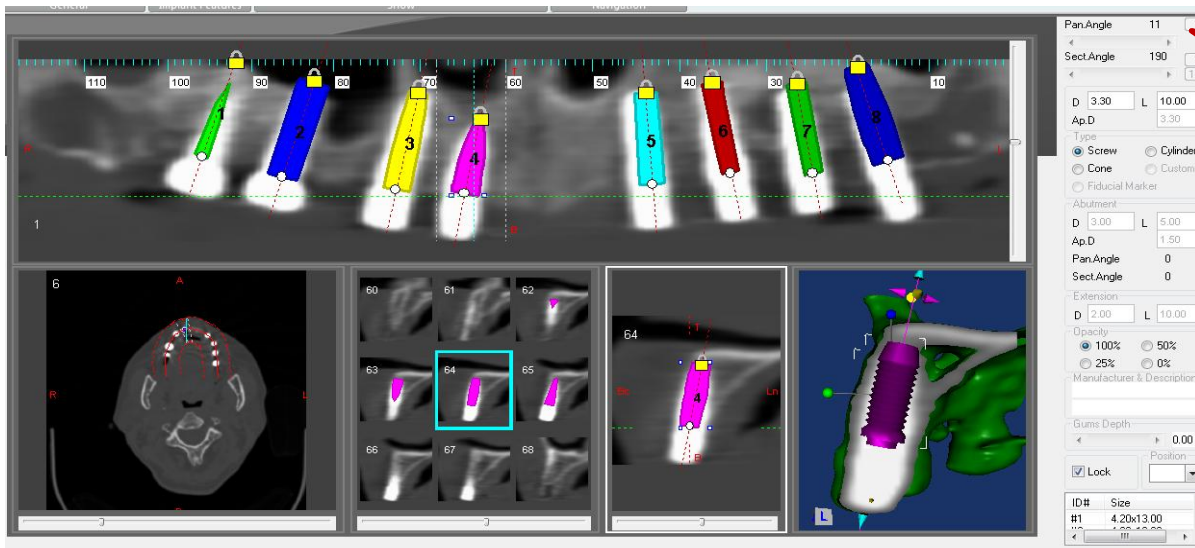 General Implant Features Show Navigation
110 100 90 80 70 60 50 40 30 20 10
1 2 3 4 5 6 7 8
R
L
B
1
6
A
R
L
60 61 62
63 64 65
66 67 68
64
T
Bs
Ln
4
B
L
Pan.Angle 11
Sect.Angle 190
D 3.30 L 10.00
Ap.D 3.30
Type
Screw Cylinder
Cone Custom
Fiducial Marker
Abutment
D 3.00 L 5.00
Ap.D 1.50
Pan.Angle 0
Sect.Angle 0
Extension
D 2.00 L 10.00
Opacity
100% 50%
25% 0%
Manufacturer & Description
Gums Depth
0.00
Position
Lock
ID# Size
#1 4.20x13.00